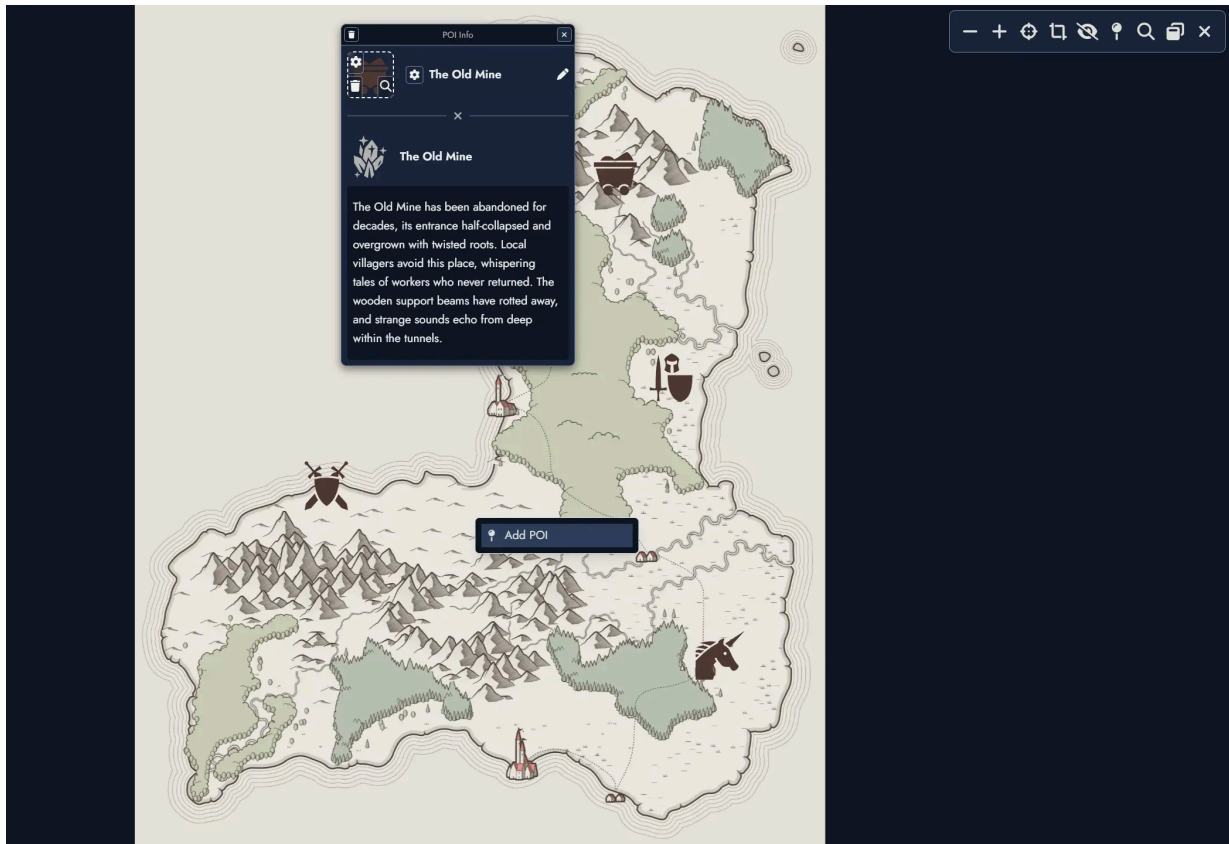 POI Info
The Old Mine
The Old Mine
The Old Mine has been abandoned for
decades, its entrance half-collapsed and
overgrown with twisted roots. Local
villagers avoid this place, whispering
tales of workers who never returned. The
wooden support beams have rotted away,
and strange sounds echo from deep
within the tunnels.
Add POI